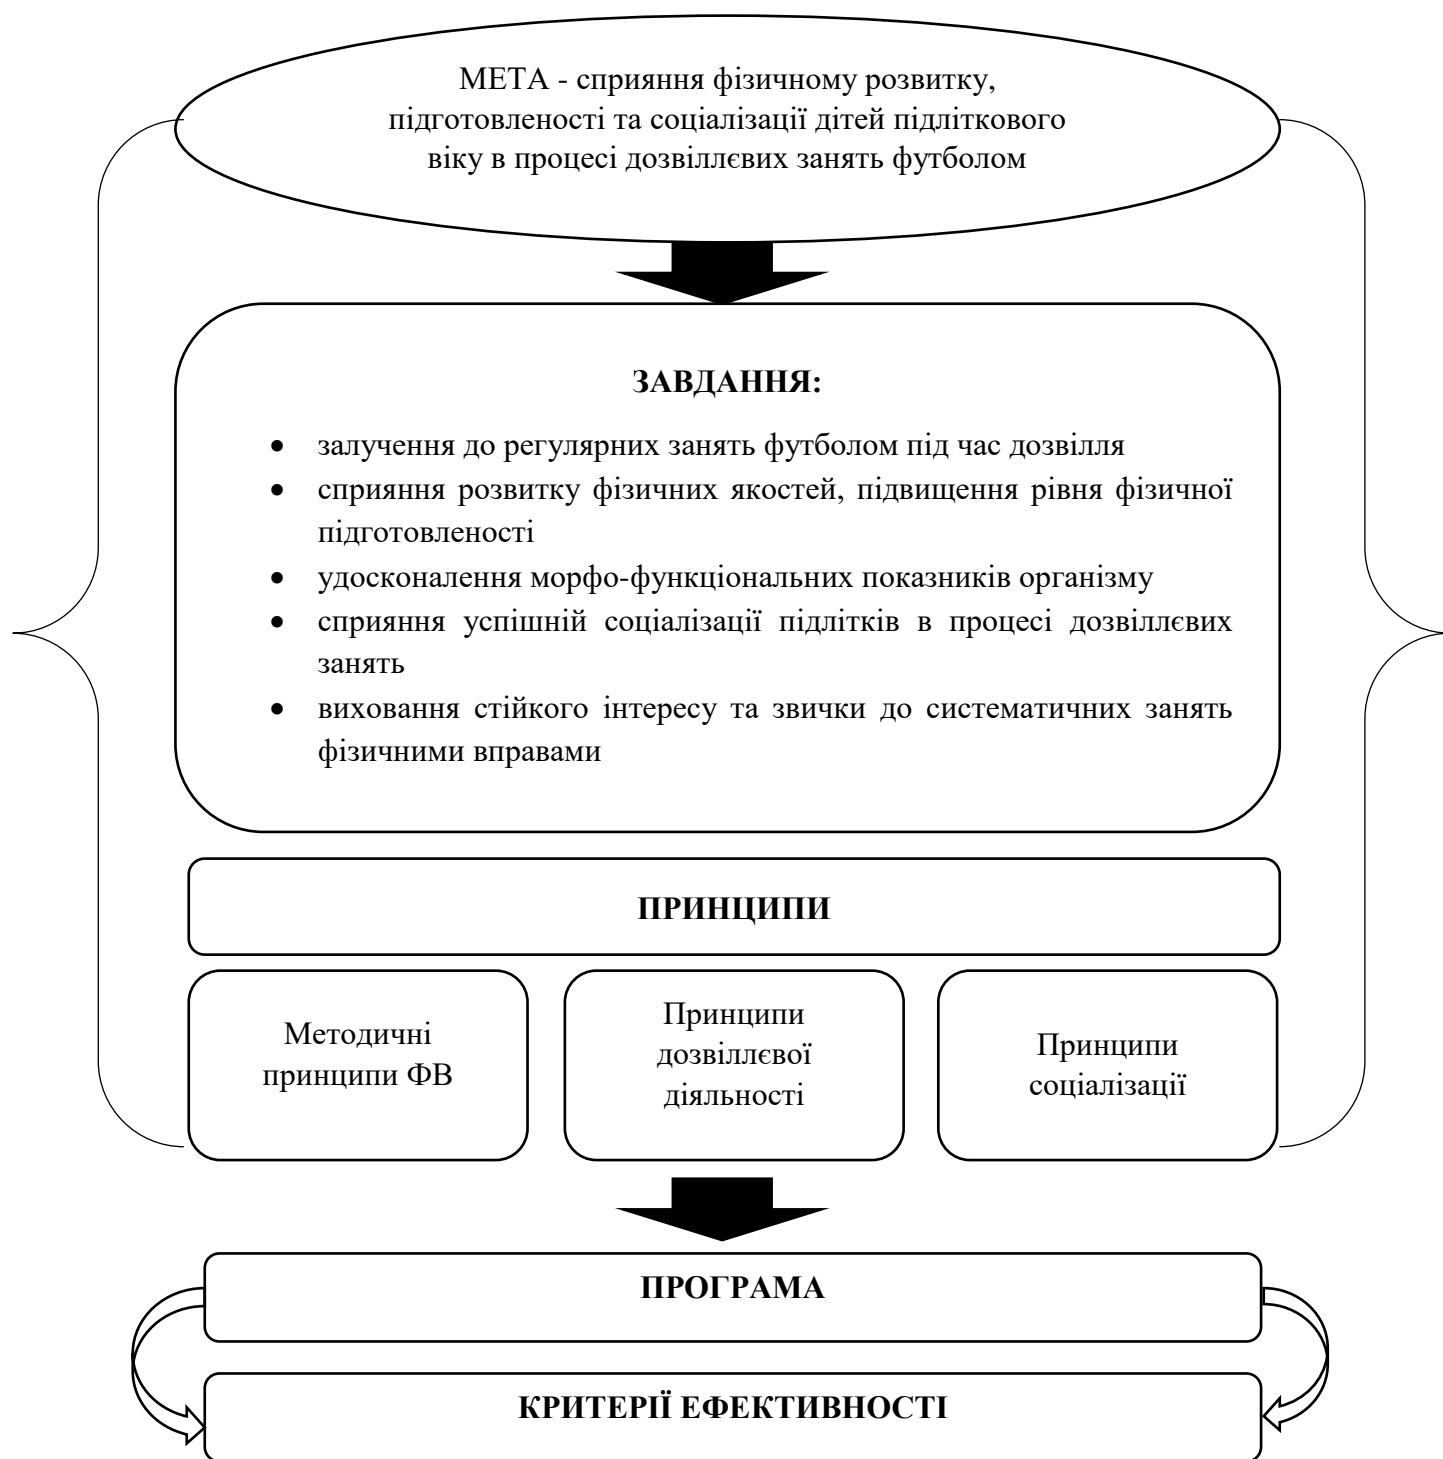 МЕТА - сприяння фізичному розвитку,
підготовленості та соціалізації дітей підліткового
віку в процесі дозвіллєвих занять футболом
ЗАВДАННЯ:
• залучення до регулярних занять футболом під час дозвілля
• сприяння розвитку фізичних якостей, підвищення рівня фізичної
підготовленості
• удосконалення морфо-функціональних показників організму
• сприяння успішній соціалізації підлітків в процесі дозвіллєвих
занять
• виховання стійкого інтересу та звички до систематичних занять
фізичними вправами
ПРИНЦИПИ
Методичні
принципи ФВ
Принципи
дозвіллєвої
діяльності
Принципи
соціалізації
ПРОГРАМА
КРИТЕРІЇ ЕФЕКТИВНОСТІ